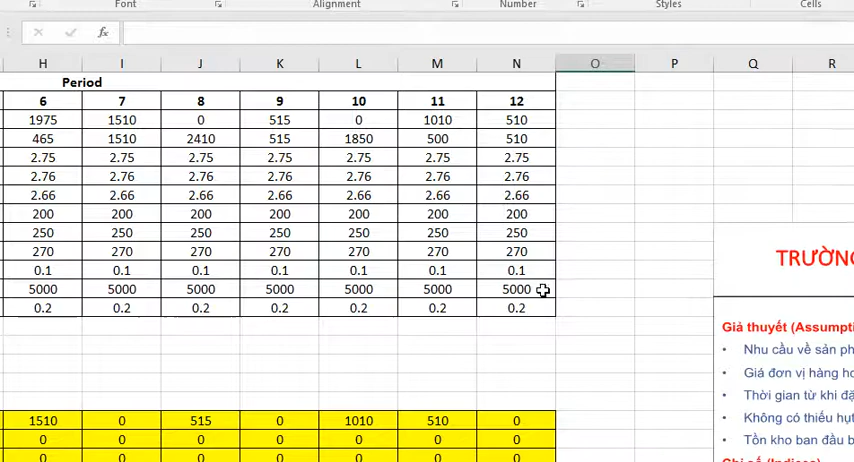 Font Alignment Number Styles Cells
fx
H I J K L M N O P Q R
Period
6 7 8 9 10 11 12
1975 1510 0 515 0 1010 510
465 1510 2410 515 1850 500 510
2.75 2.75 2.75 2.75 2.75 2.75 2.75
2.76 2.76 2.76 2.76 2.76 2.76 2.76
2.66 2.66 2.66 2.66 2.66 2.66 2.66
200 200 200 200 200 200 200
250 250 250 250 250 250 250
270 270 270 270 270 270 270
0.1 0.1 0.1 0.1 0.1 0.1 0.1
5000 5000 5000 5000 5000 5000 5000
0.2 0.2 0.2 0.2 0.2 0.2 0.2
1510 0 515 0 1010 510 0
0 0 0 0 0 0 0
0 0 0 0 0 0 0
TRƯỜNG
Giả thuyết (Assumpti
• Nhu cầu về sản ph
• Giá đơn vị hàng ho
• Thời gian từ khi đặ
• Không có thiếu hụt
• Tồn kho ban đầu b
Chỉ số (Indices)